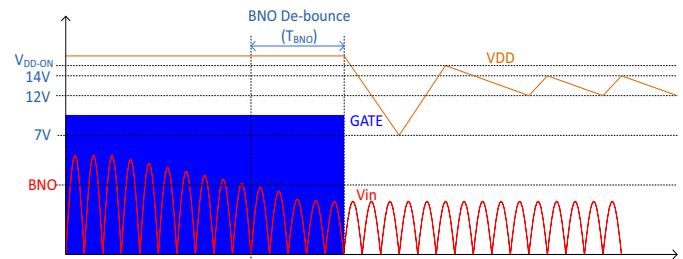 BNO De-bounce
(TBNO)
VDD-ON
VDD
14V
12V
GATE
7V
BNO
Vin